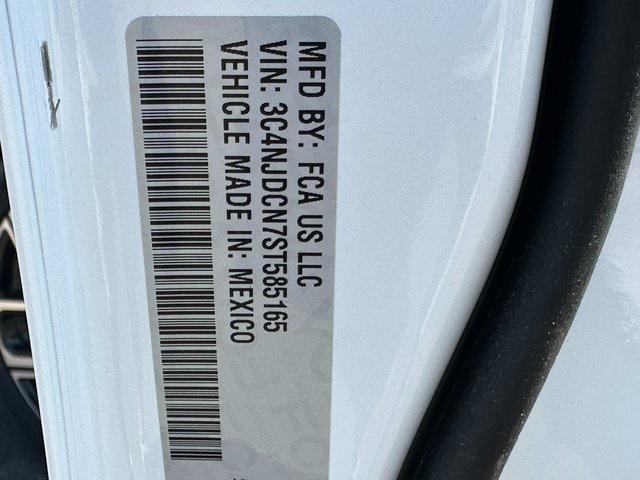 MFD BY: FCA US LLC
VIN: 3C4NJDCN7ST585165
VEHICLE MADE IN: MEXICO